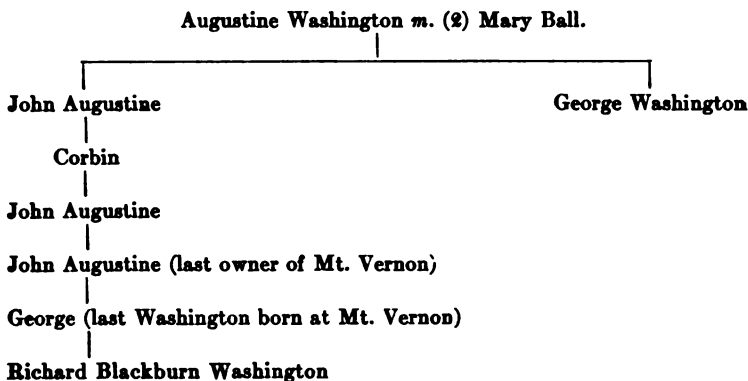 Augustine Washington m. (2) Mary Ball.
John Augustine George Washington
Corbin
John Augustine
John Augustine (last owner of Mt. Vernon)
George (last Washington born at Mt. Vernon)
Richard Blackburn Washington